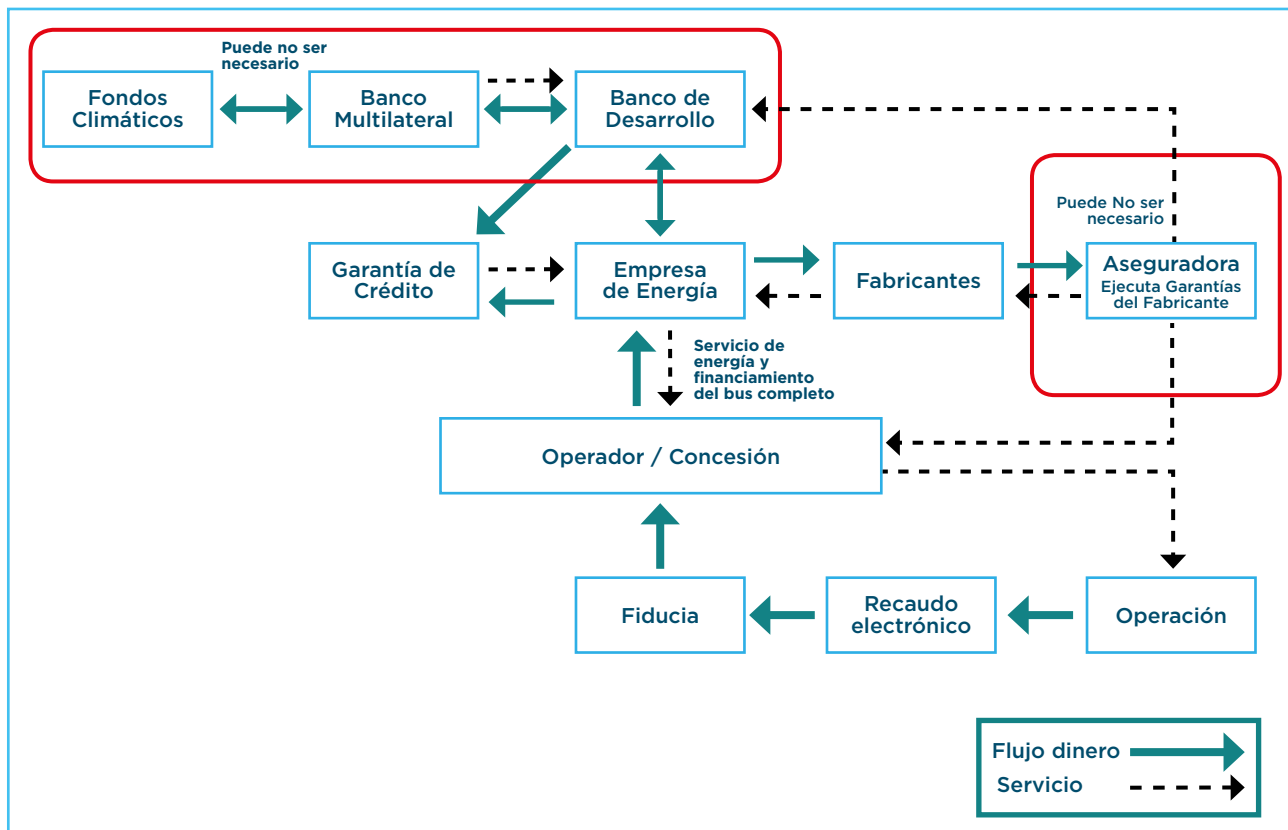 Puede no ser
necesario
Fondos
Climáticos
Banco
Multilateral
Banco de
Desarrollo
Puede No ser
necesario
Garantía de
Crédito
Empresa
de Energía
Fabricantes
Aseguradora
Ejecuta Garantías
del Fabricante
Servicio de
energía y
financiamiento
del bus completo
Operador / Concesión
Fiducia
Recaudo
electrónico
Operación
Flujo dinero
Servicio